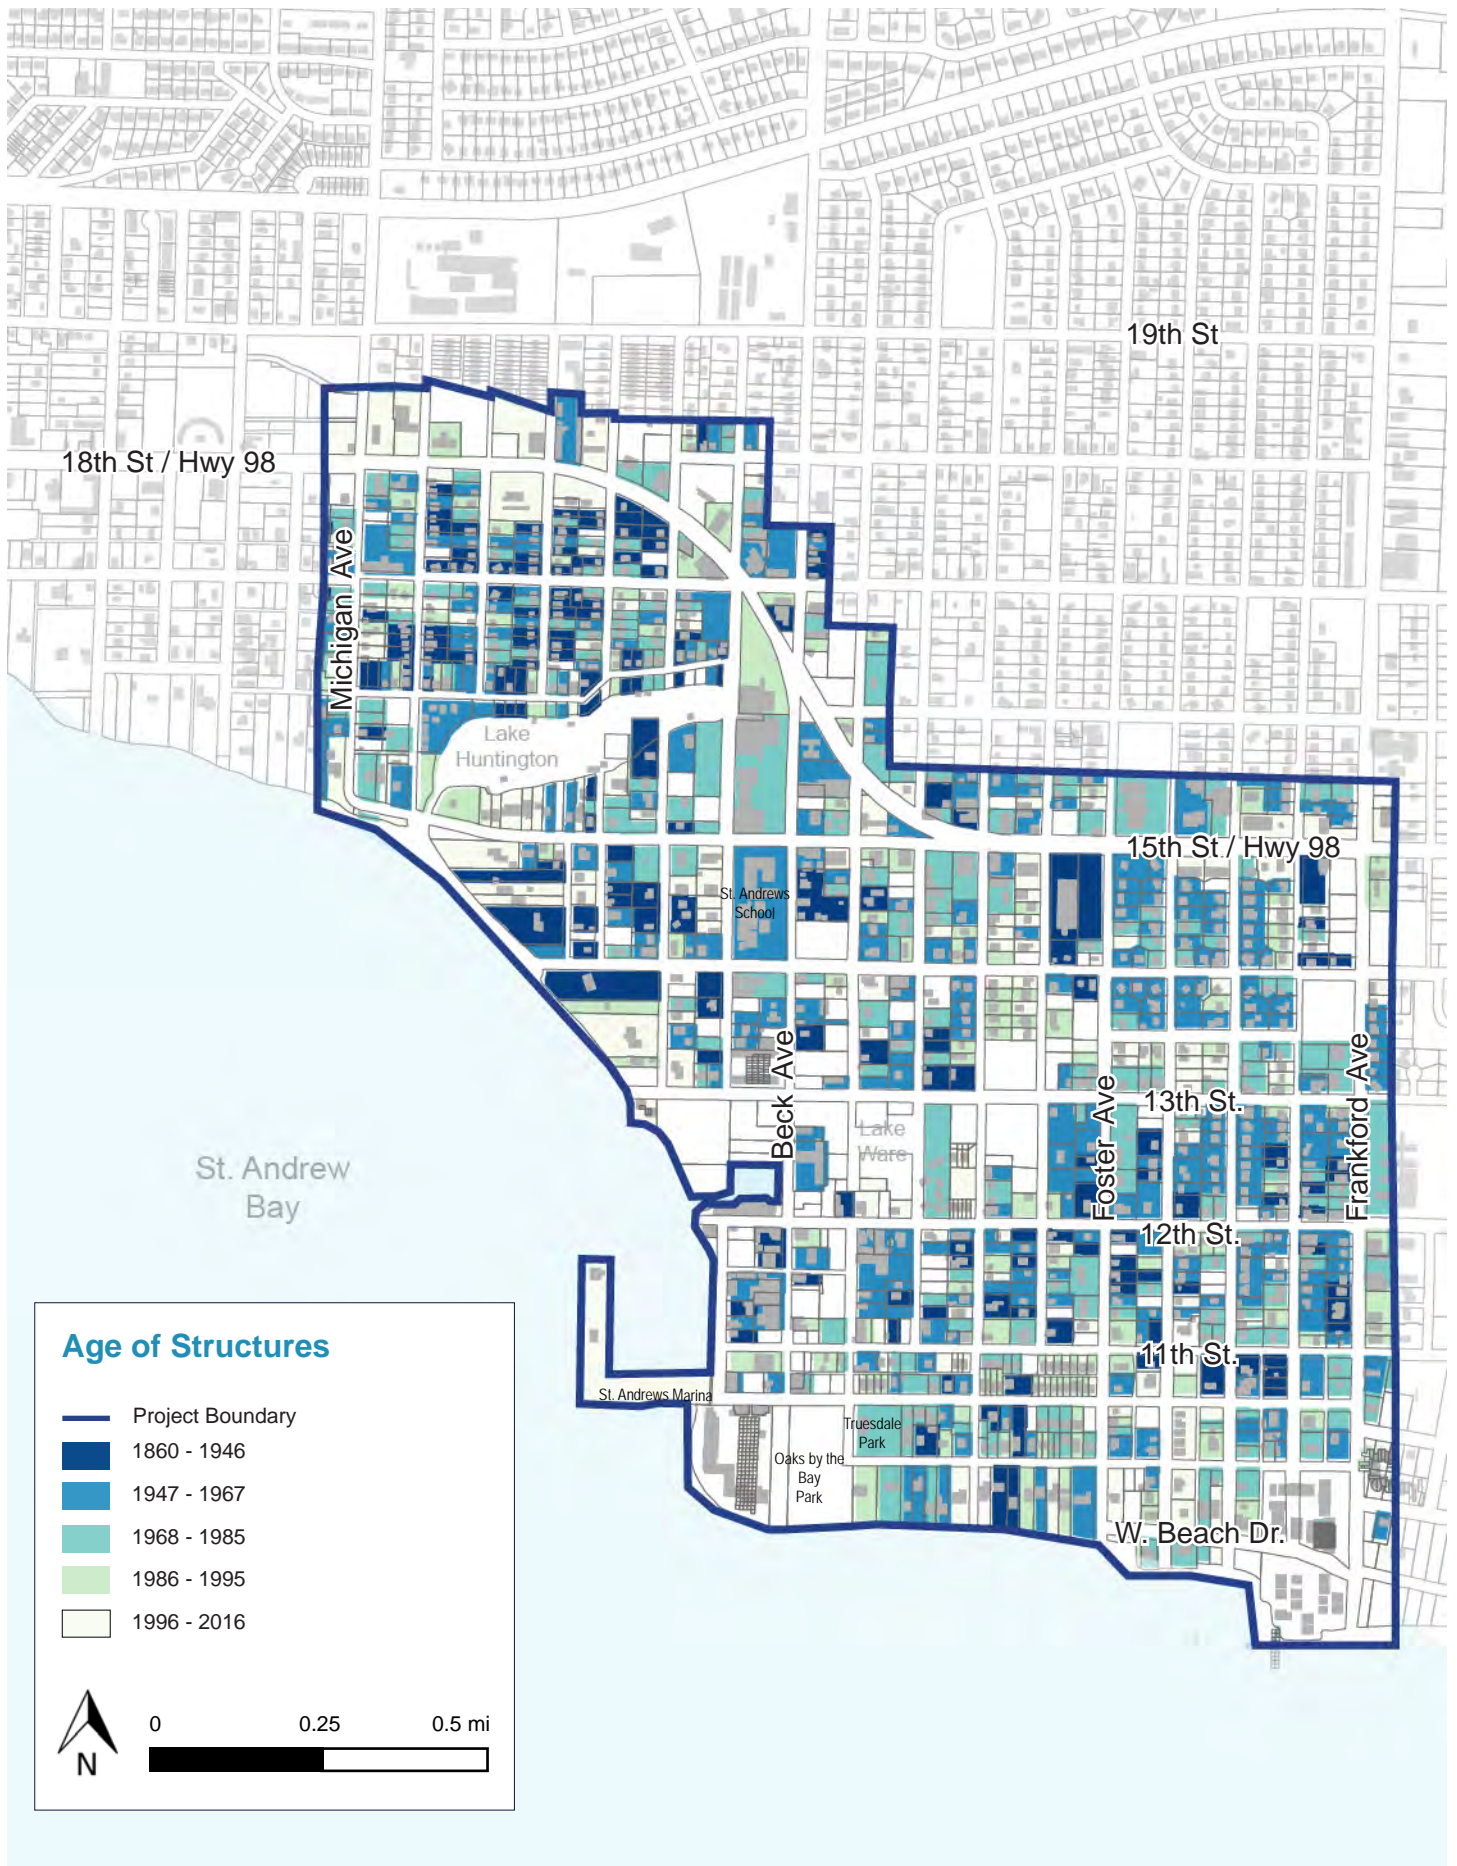 19th St
18th St / Hwy 98
Michigan Ave
Lake
Huntington
15th St / Hwy 98
St. Andrews
School
Beck Ave
Foster Ave
Frankford Ave
13th St.
Lake
Ware
St. Andrew
Bay
12th St.
11th St.
St. Andrews Marina
Truesdale
Park
Oaks by the
Bay
Park
W. Beach Dr.
Age of Structures
Project Boundary
1860 - 1946
1947 - 1967
1968 - 1985
1986 - 1995
1996 - 2016
N
0 0.25 0.5 mi